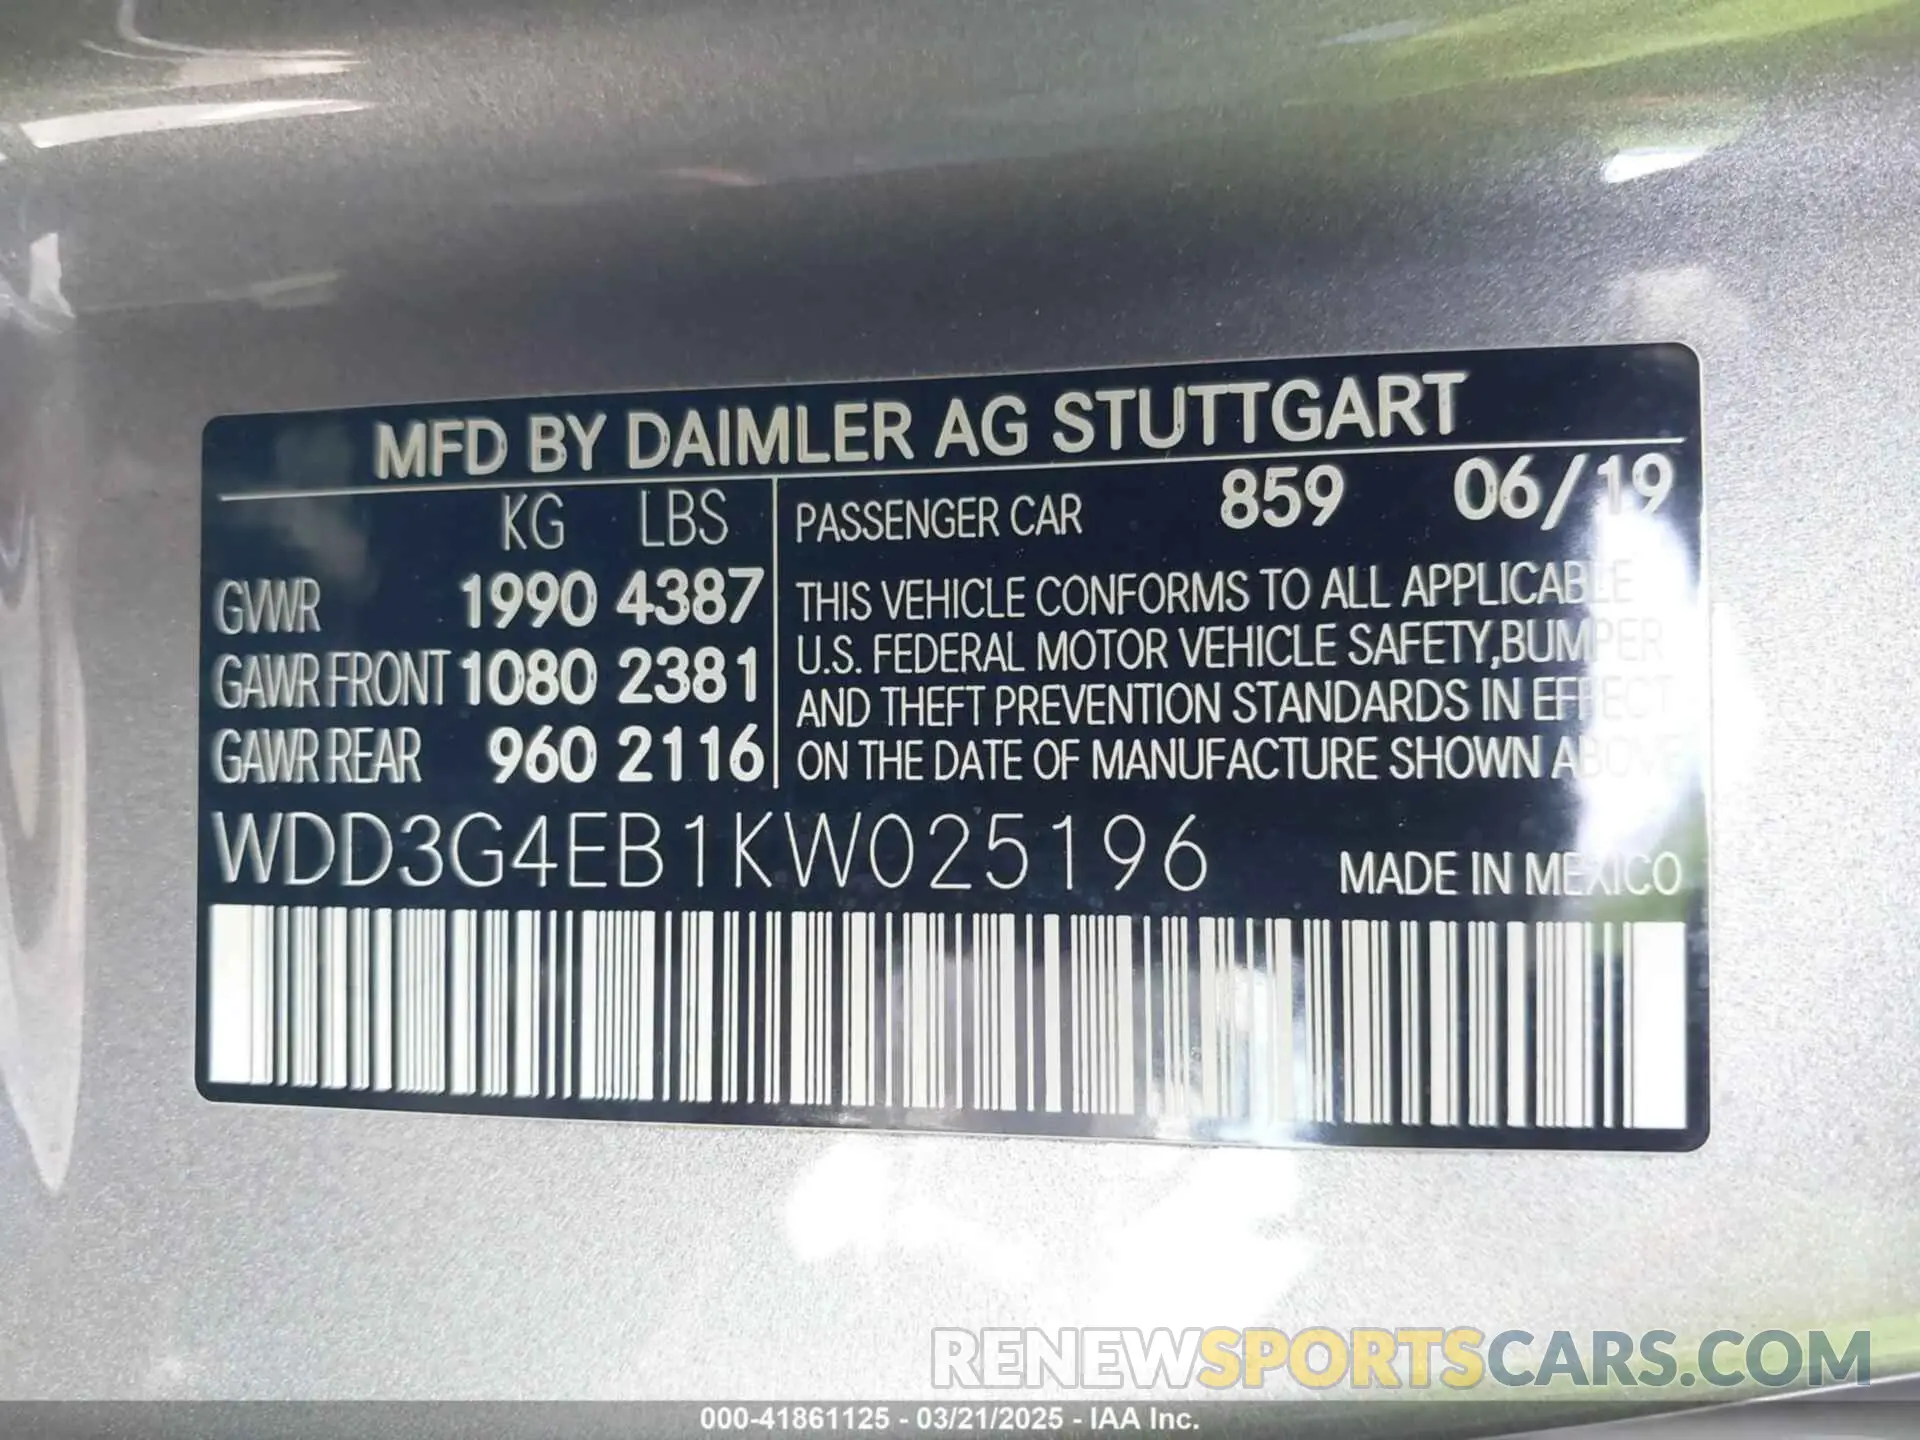 MFD BY DAIMLER AG STUTTGART
KG LBS
GVWR 1990 4387
GAWR FRONT 1080 2381
GAWR REAR 960 2116
PASSENGER CAR 859 06/19
THIS VEHICLE CONFORMS TO ALL APPLICABLE
U.S. FEDERAL MOTOR VEHICLE SAFETY,BUMPER
AND THEFT PREVENTION STANDARDS IN EFFECT
ON THE DATE OF MANUFACTURE SHOWN ABOVE
WDD3G4EB1KW025196
MADE IN MEXICO
RENEWSPORTSCARS.COM
000-41861125 - 03/21/2025 - IAA Inc.